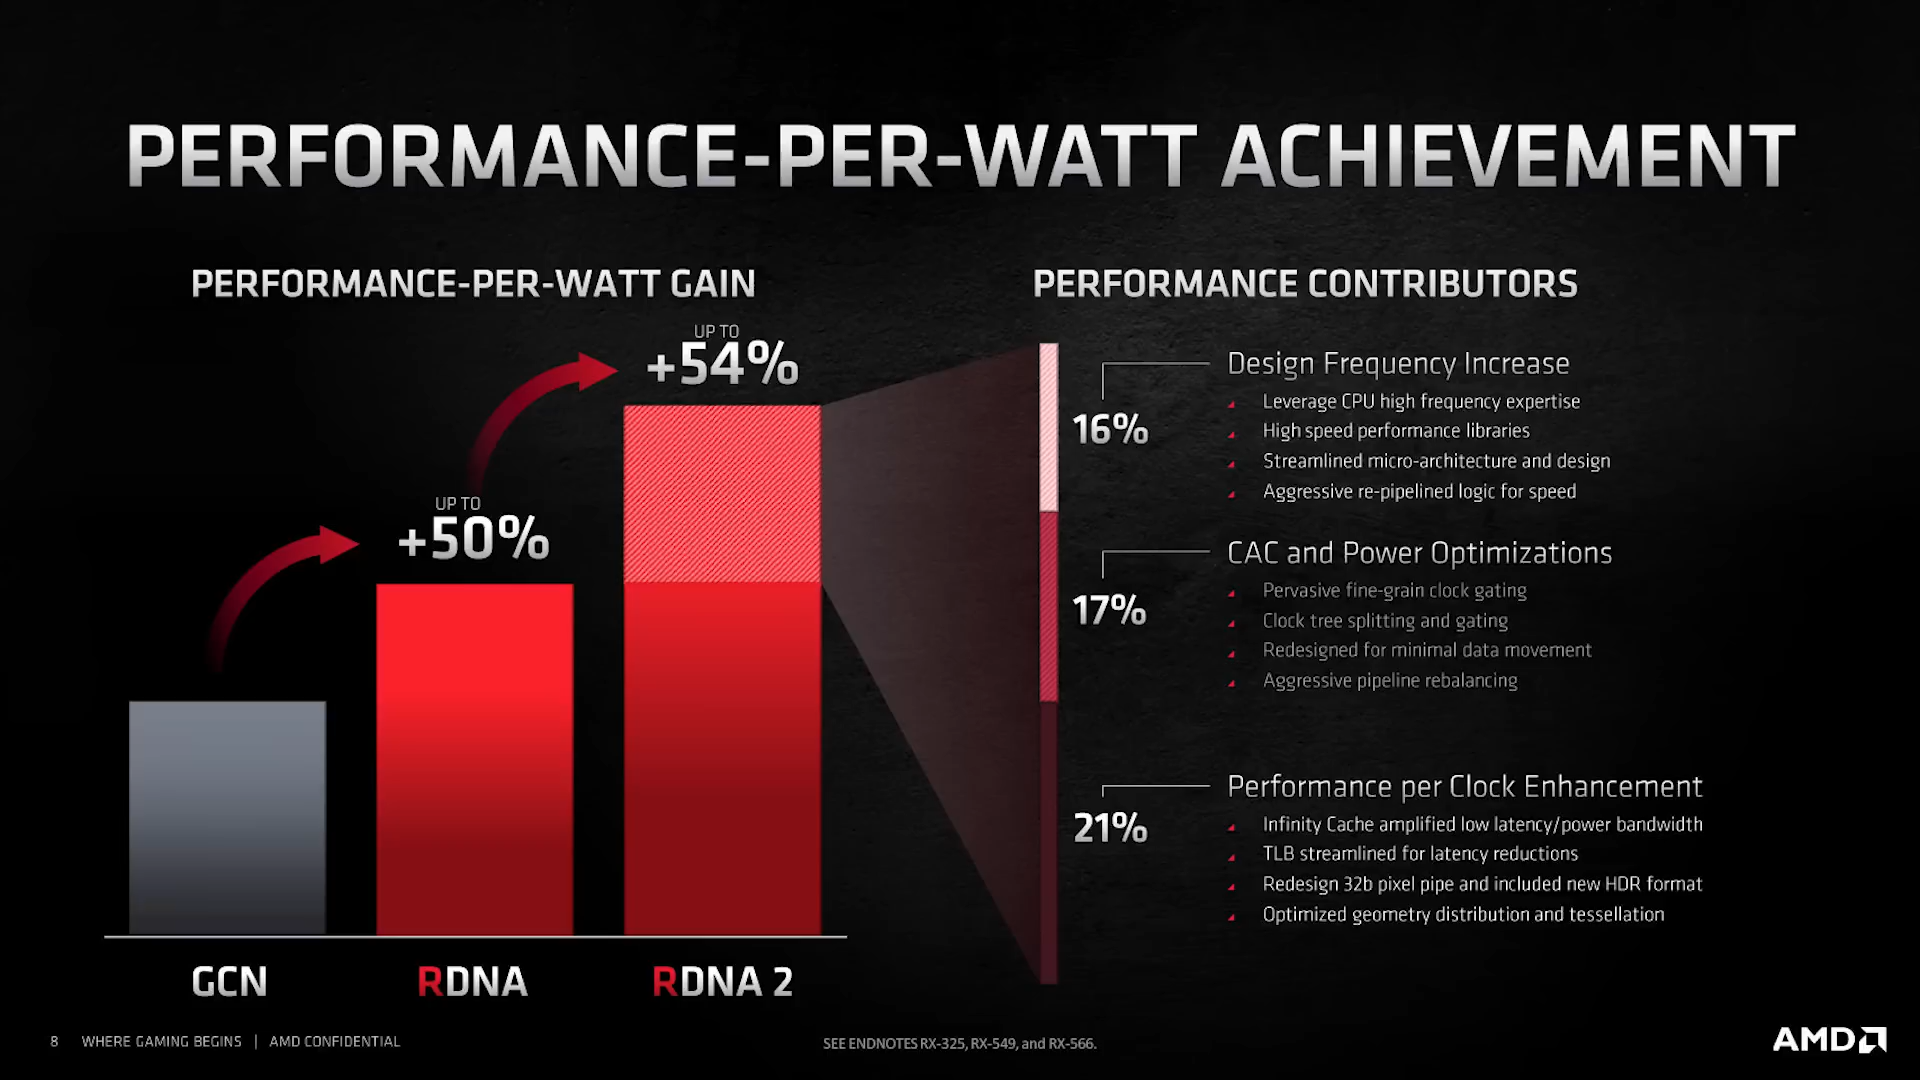 PERFORMANCE-PER-WATT ACHIEVEMENT
PERFORMANCE-PER-WATT GAIN
UP TO
+54%
UP TO
+50%
GCN
RDNA
RDNA 2
PERFORMANCE CONTRIBUTORS
16%
Design Frequency Increase
Leverage CPU high frequency expertise
High speed performance libraries
Streamlined micro-architecture and design
Aggressive re-pipelined logic for speed
17%
CAC and Power Optimizations
Pervasive fine-grain clock gating
Clock tree splitting and gating
Redesigned for minimal data movement
Aggressive pipeline rebalancing
21%
Performance per Clock Enhancement
Infinity Cache amplified low latency/power bandwidth
TLB streamlined for latency reductions
Redesign 32b pixel pipe and included new HDR format
Optimized geometry distribution and tessellation
8 WHERE GAMING BEGINS | AMD CONFIDENTIAL
SEE ENDNOTES RX-325, RX-549, and RX-566.
AMD